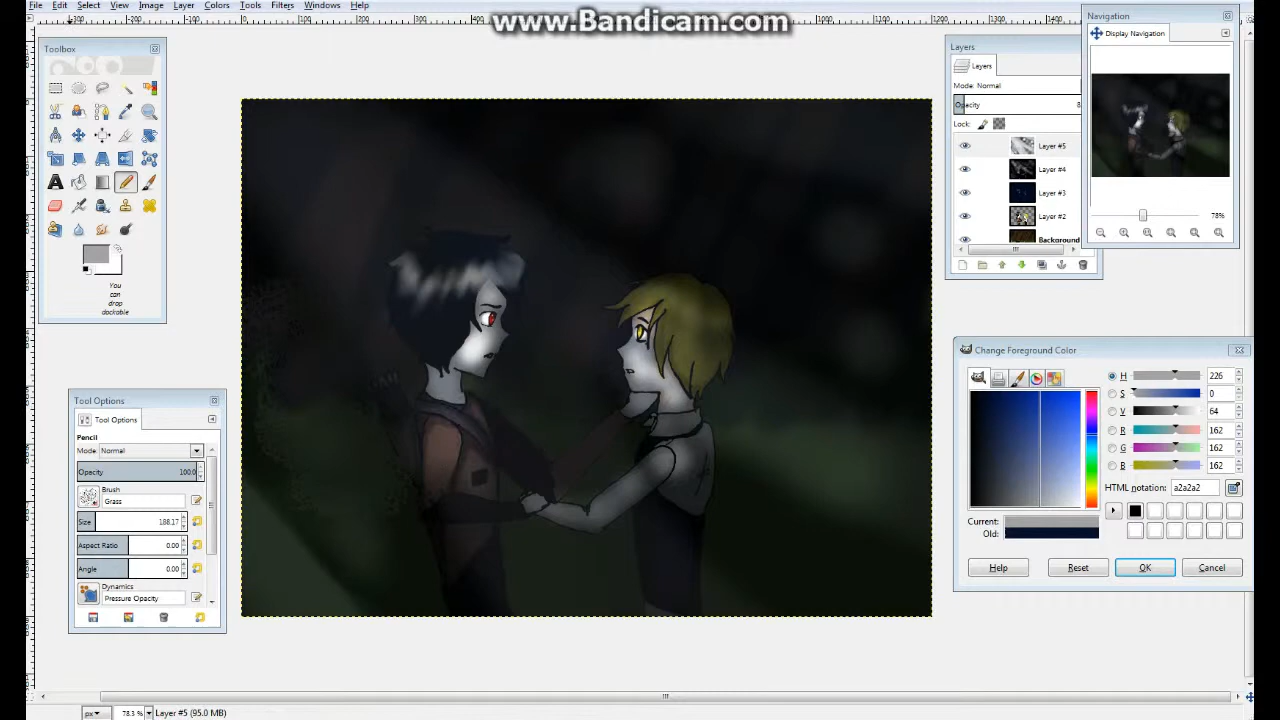 File Edit Select View Image Layer Colors Tools Filters Windows Help
www.Bandicam.com
Toolbox
You
can
drop
dockable
Tool Options
Tool Options
Pencil
Mode: Normal
Opacity 100.0
Brush
Grass
Size 188.17
Aspect Ratio 0.00
Angle 0.00
Dynamics
Pressure Opacity
Layers
Layers
Mode: Normal
Opacity 8
Lock:
Layer #5
Layer #4
Layer #3
Layer #2
Background
Navigation
Display Navigation
78%
Change Foreground Color
H 226
S 0
V 64
R 162
G 162
B 162
HTML notation: a2a2a2
Current:
Old:
Help Reset OK Cancel
px 78.3 % Layer #5 (95.0 MB)